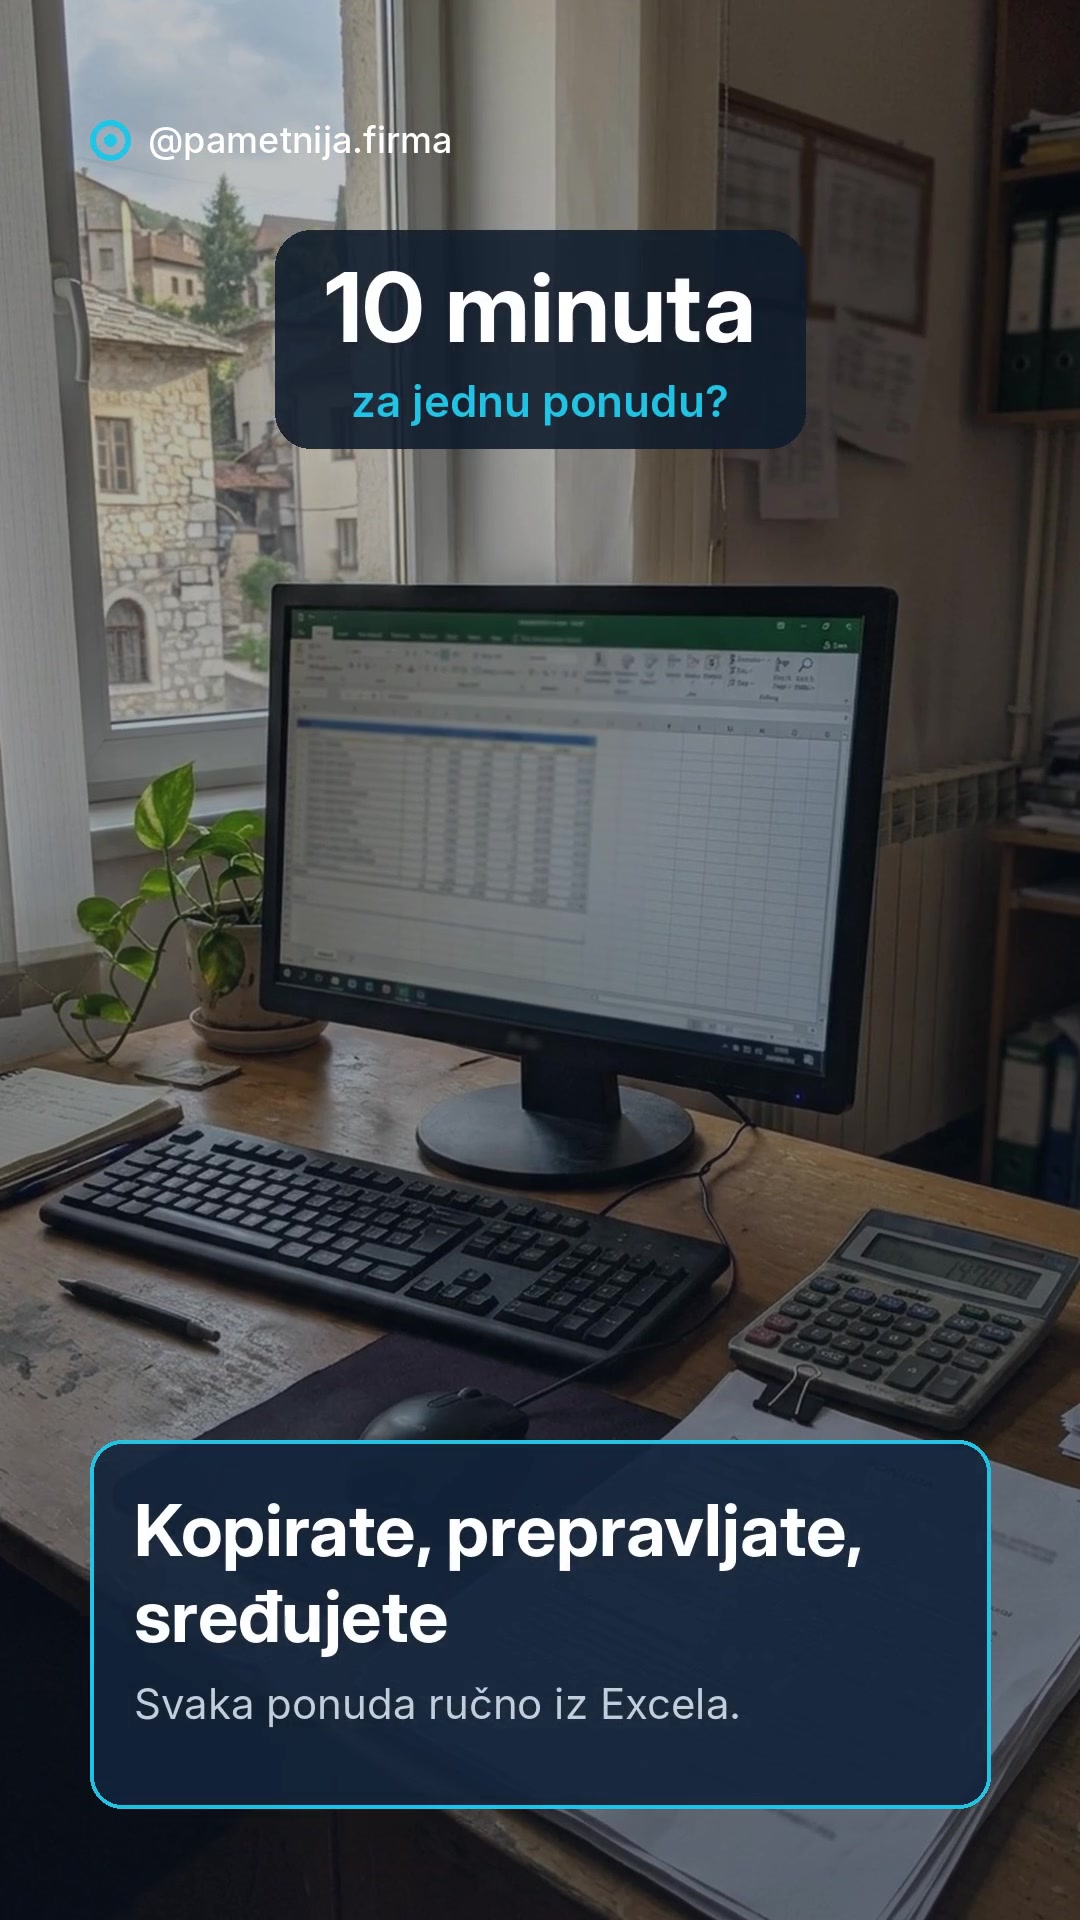 @pametnija.firma
10 minuta
za jednu ponudu?
Kopirate, prepravljate,
sređujete
Svaka ponuda ručno iz Excela.